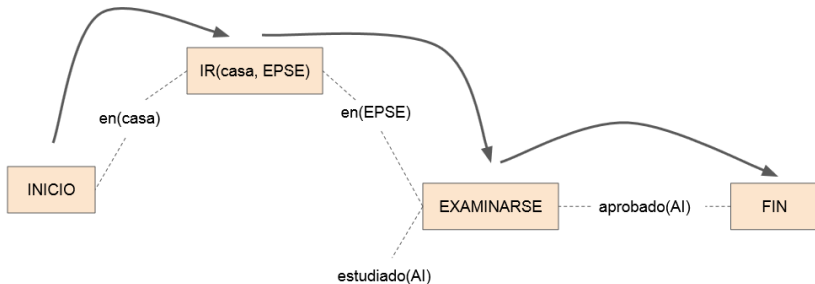 IR(casa, EPSE)
en(casa)
en(EPSE)
INICIO
EXAMINARSE
aprobado(AI)
FIN
estudiado(AI)